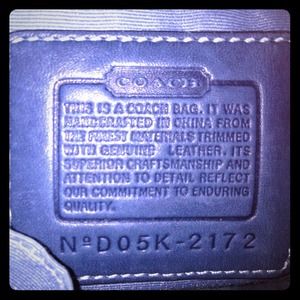 COACH
THIS IS A COACH BAG. IT WAS
HANDCRAFTED IN CHINA FROM
THE FINEST MATERIALS TRIMMED
WITH GENUINE LEATHER. ITS
SUPERIOR CRAFTSMANSHIP AND
ATTENTION TO DETAIL REFLECT
OUR COMMITMENT TO ENDURING
QUALITY.
NºD05K-2172